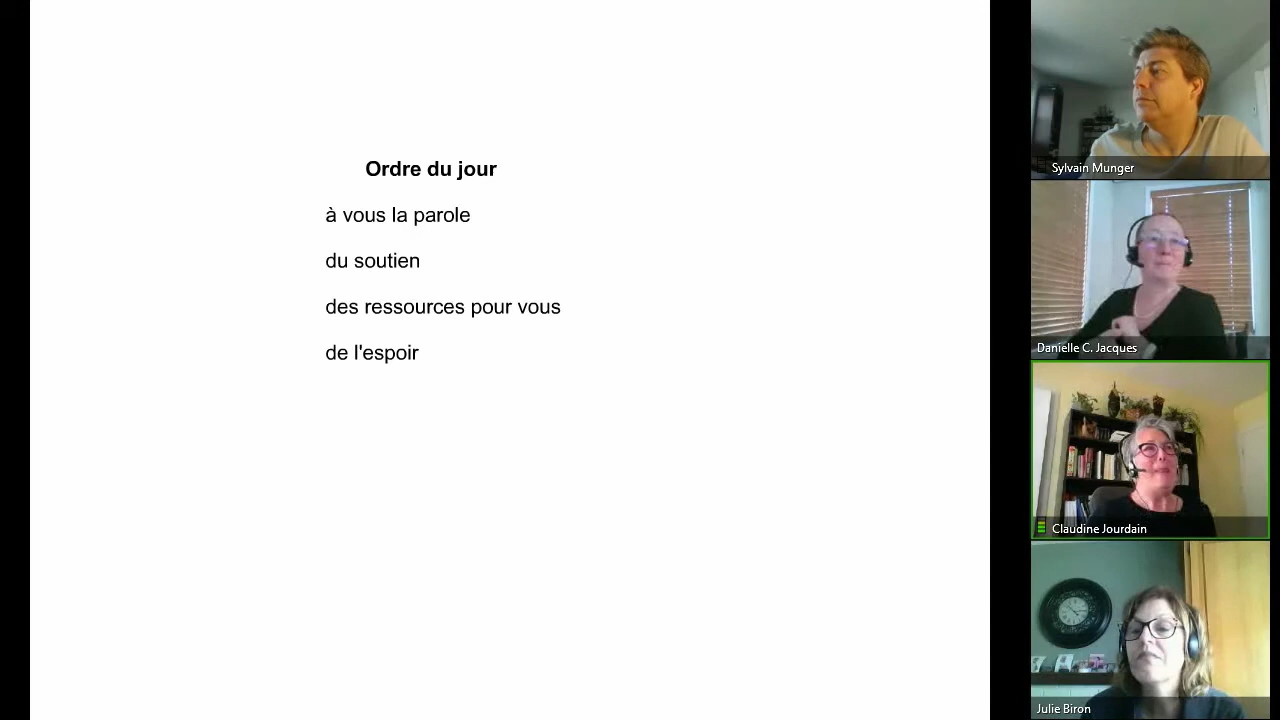 Ordre du jour
à vous la parole
du soutien
des ressources pour vous
de l'espoir
Sylvain Munger
Danielle C. Jacques
Claudine Jourdain
Julie Biron